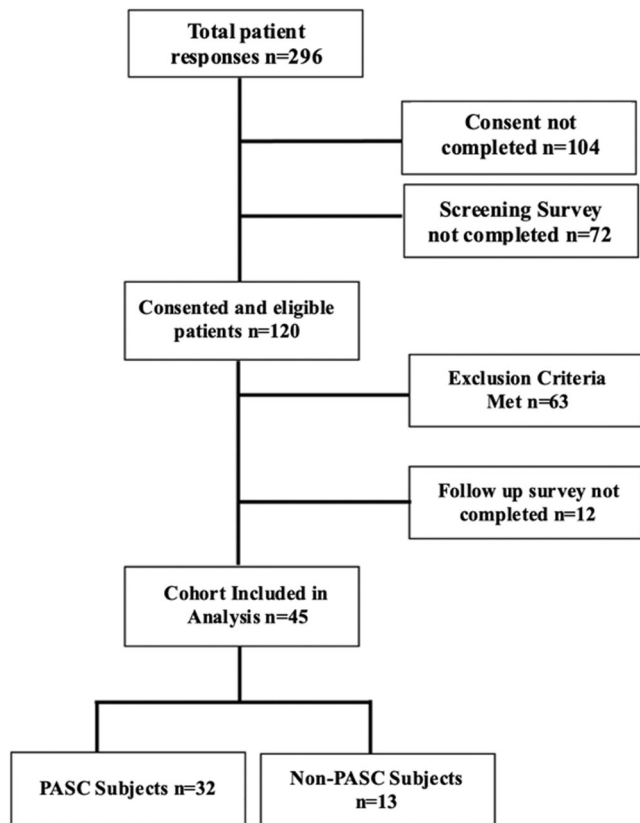 Total patient
responses n=296
Consent not
completed n=104
Screening Survey
not completed n=72
Consented and eligible
patients n=120
Exclusion Criteria
Met n=63
Follow up survey not
completed n=12
Cohort Included in
Analysis n=45
PASC Subjects n=32
Non-PASC Subjects
n=13